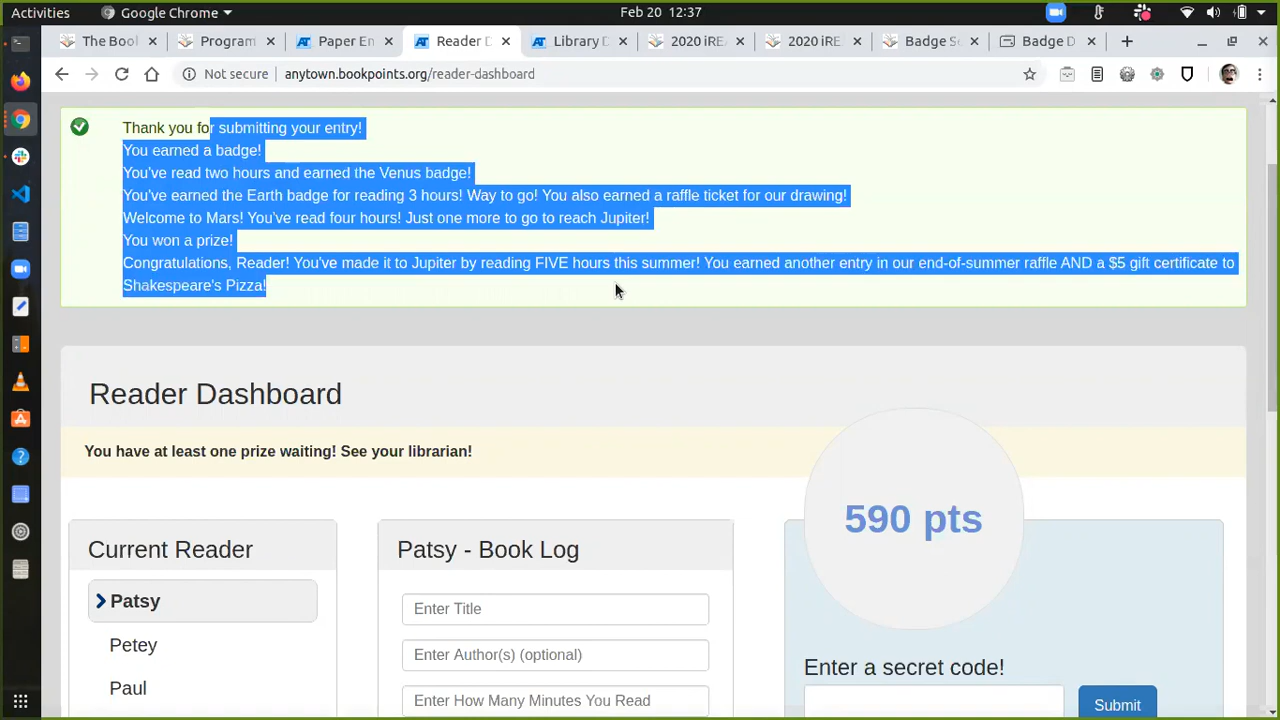 Activities
Google Chrome
Feb 20 12:37
The Boo
Program
Paper En
Reader D
Library D
2020 iRE
2020 iRE
Badge Se
Badge D
Not secure
anytown.bookpoints.org/reader-dashboard
Thank you for submitting your entry!
You earned a badge!
You've read two hours and earned the Venus badge!
You've earned the Earth badge for reading 3 hours! Way to go! You also earned a raffle ticket for our drawing!
Welcome to Mars! You've read four hours! Just one more to go to reach Jupiter!
You won a prize!
Congratulations, Reader! You've made it to Jupiter by reading FIVE hours this summer! You earned another entry in our end-of-summer raffle AND a $5 gift certificate to
Shakespeare's Pizza!
Reader Dashboard
You have at least one prize waiting! See your librarian!
590 pts
Current Reader
Patsy
Petey
Paul
Patsy - Book Log
Enter Title
Enter Author(s) (optional)
Enter How Many Minutes You Read
Enter a secret code!
Submit